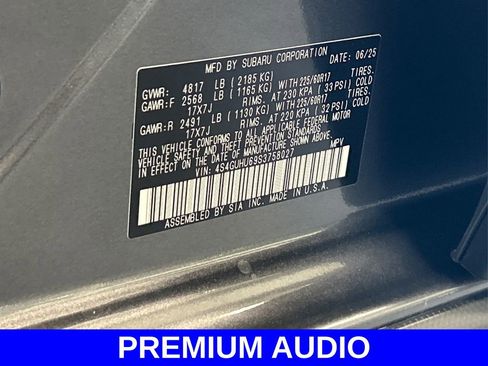 MFD BY SUBARU CORPORATION DATE: 06/25
GVWR: 4817 LB (2185 KG) TIRES.
GAWR:F 2568 LB (1165 KG) WITH 225/60R17
17X7J RIMS. AT 230 KPA (33 PSI) COLD
GAWR:R 2491 LB (1130 KG) WITH 225/60R17 TIRES.
17X7J RIMS. AT 220 KPA (32 PSI) COLD
THIS VEHICLE CONFORMS TO ALL APPLICABLE FEDERAL MOTOR
VEHICLE SAFETY AND THEFT PREVENTION STANDARDS
IN EFFECT ON THE DATE OF MANUFACTURE SHOWN ABOVE.
VIN: 4S4GUHU69S3758027 MPV
ASSEMBLED BY SIA INC. MADE IN U.S.A.
PREMIUM AUDIO